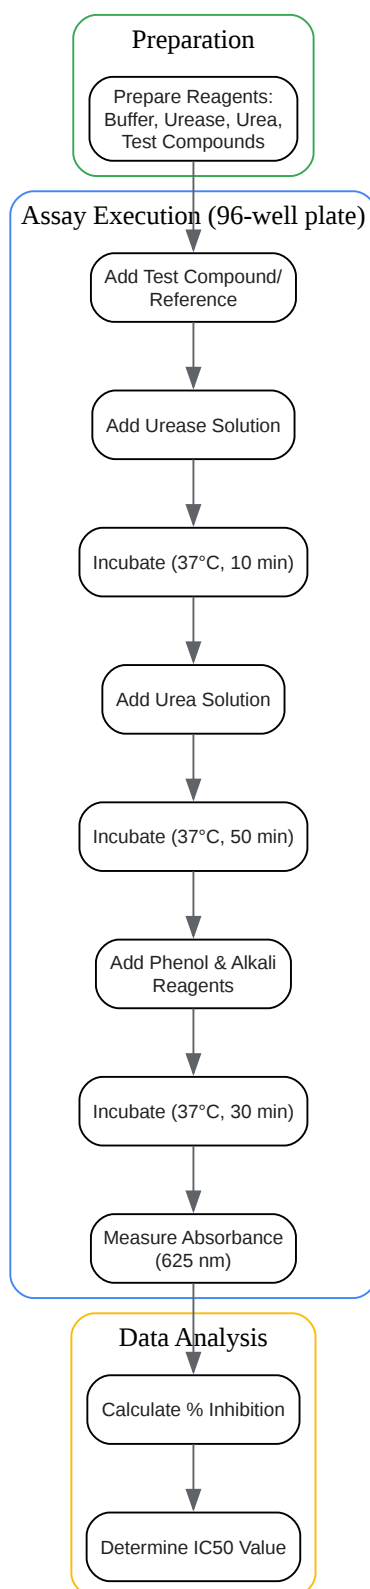 Preparation
Prepare Reagents:
Buffer, Urease, Urea,
Test Compounds
Assay Execution (96-well plate)
Add Test Compound/
Reference
Add Urease Solution
Incubate (37°C, 10 min)
Add Urea Solution
Incubate (37°C, 50 min)
Add Phenol & Alkali
Reagents
Incubate (37°C, 30 min)
Measure Absorbance
(625 nm)
Data Analysis
Calculate % Inhibition
Determine IC50 Value